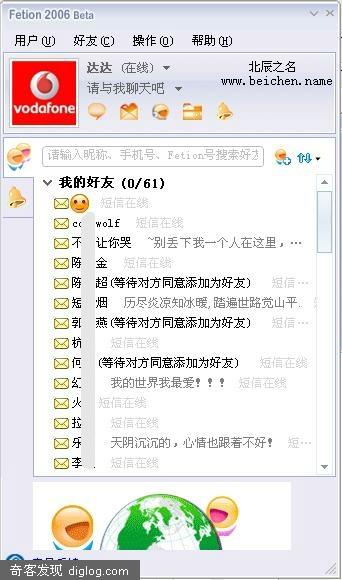 Fetion 2006 Beta
用户(U) 好友(C) 操作(O) 帮助(H)
vodafone
达达 (在线)
请与我聊天吧
北辰之名
www.beichen.name
请输入昵称、手机号、Fetion号搜索好友
我的好友 (0/61)
短信在线
co wolf 短信在线
不 让你哭 ~别丢下我一个人在这里，…
陈 金 短信在线
陈 超(等待对方同意添加为好友) 短信…
短 烟 历尽炎凉知冰暖,踏遍世路觉山平.
郭 燕(等待对方同意添加为好友) 短信…
杭 短信在线
何 (等待对方同意添加为好友) 短信…
幻 我的世界我最爱！！！ 短信在线
火 短信在线
拉 短信在线
乐 天阴沉沉的，心情也跟着不好! 短…
李 短信在线
奇客发现 diglog.com